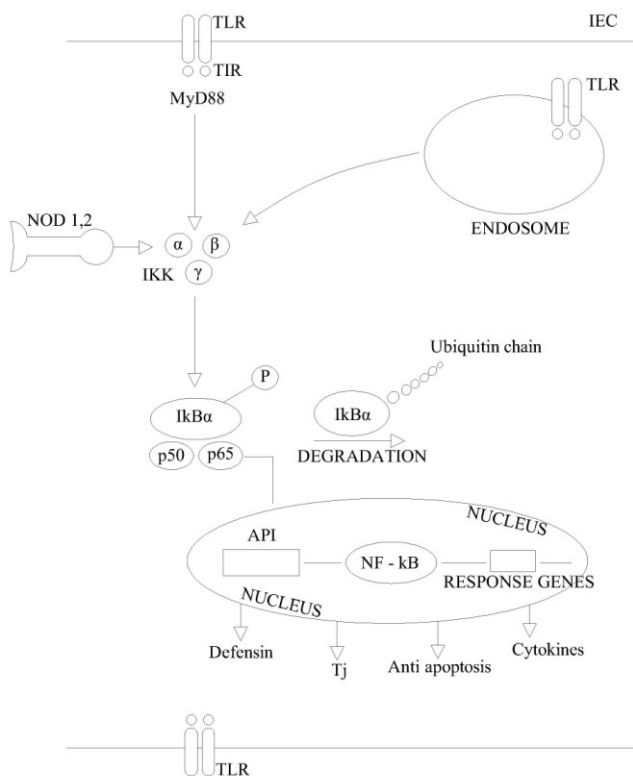 TLR
IEC
TIR
MyD88
TLR
ENDOSOME
NOD 1,2
α
β
γ
IKK
Ubiquitin chain
P
IkBα
IkBα
p50
p65
DEGRADATION
NUCLEUS
API
NF - kB
RESPONSE GENES
NUCLEUS
Defensin
Tj
Anti apoptosis
Cytokines
TLR